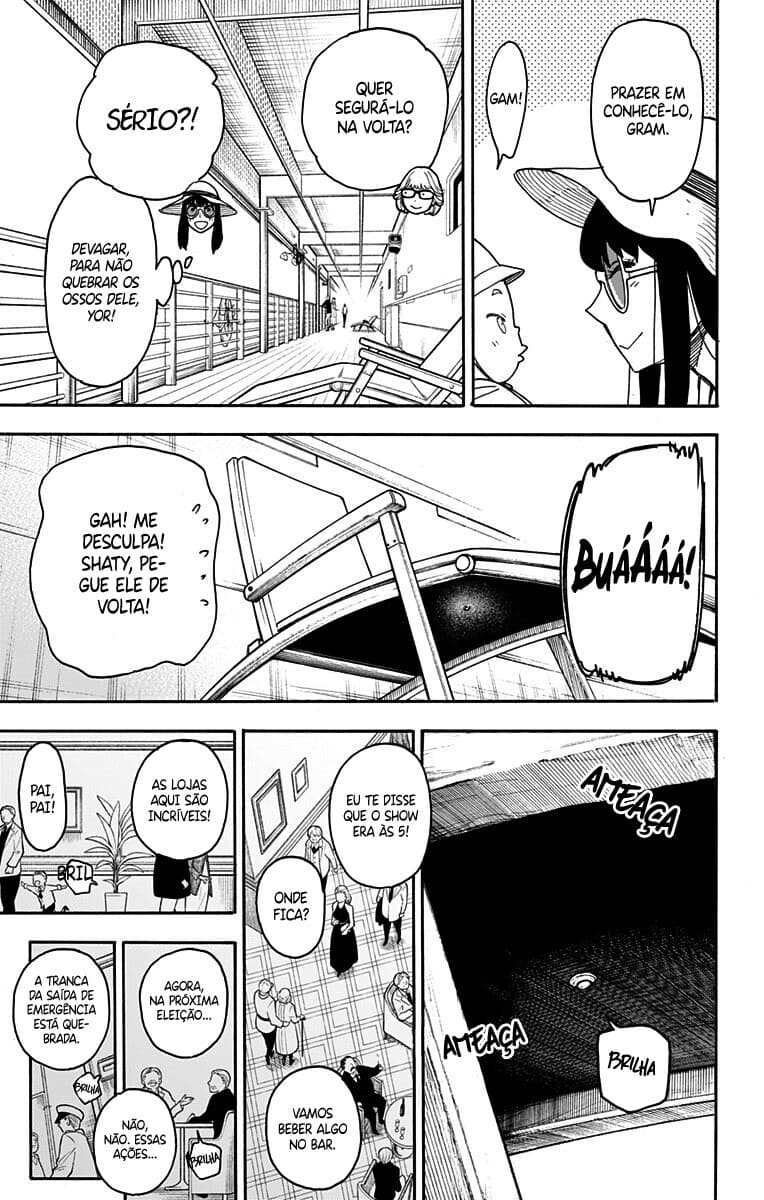 PRAZER EM
CONHECÊ-LO,
GRAM.
GAM!
QUER
SEGURÁ-LO
NA VOLTA?
SÉRIO?!
DEVAGAR,
PARA NÃO
QUEBRAR OS
OSSOS DELE,
YOR!
BUÁÁÁÁ!
GAH! ME
DESCULPA!
SHATY, PE-
GUE ELE DE
VOLTA!
AMEAÇA
AMEAÇA
BRILHA
EU TE DISSE
QUE O SHOW
ERA ÀS 5!
ONDE
FICA?
VAMOS
BEBER ALGO
NO BAR.
AS LOJAS
AQUI SÃO
INCRÍVEIS!
PAI,
PAI!
BRIL
AGORA,
NA PRÓXIMA
ELEIÇÃO...
NÃO,
NÃO. ESSAS
AÇÕES...
BRILHA
A TRANCA
DA SAÍDA DE
EMERGÊNCIA
ESTÁ QUE-
BRADA.
BRILHA